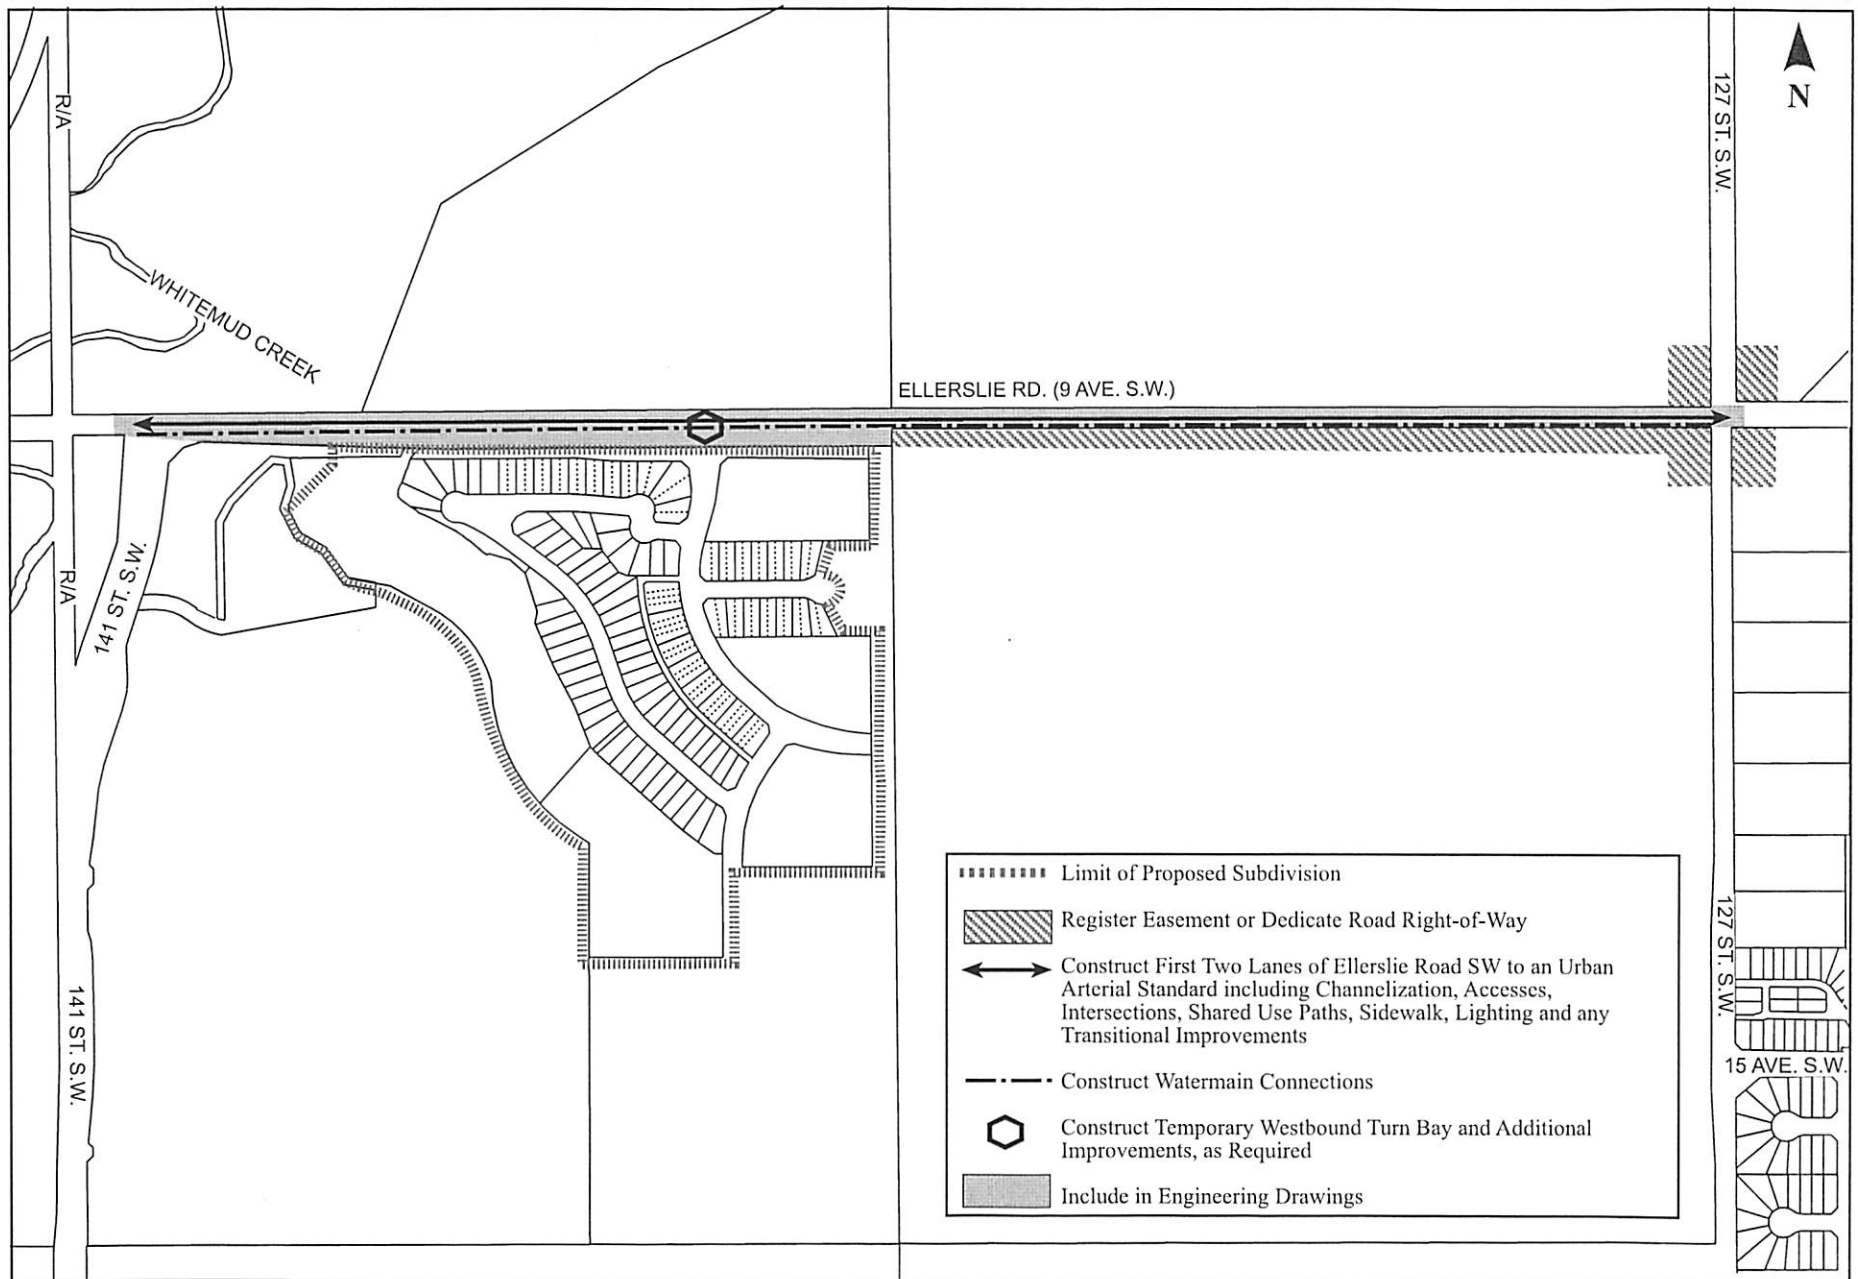 N
R/A
127 ST. S.W.
WHITEMUD CREEK
ELLERSLIE RD. (9 AVE. S.W.)
R/A
141 ST. S.W.
141 ST. S.W.
127 ST. S.W.
15 AVE. S.W.
Limit of Proposed Subdivision
Register Easement or Dedicate Road Right-of-Way
Construct First Two Lanes of Ellerslie Road SW to an Urban
Arterial Standard including Channelization, Accesses,
Intersections, Shared Use Paths, Sidewalk, Lighting and any
Transitional Improvements
Construct Watermain Connections
Construct Temporary Westbound Turn Bay and Additional
Improvements, as Required
Include in Engineering Drawings